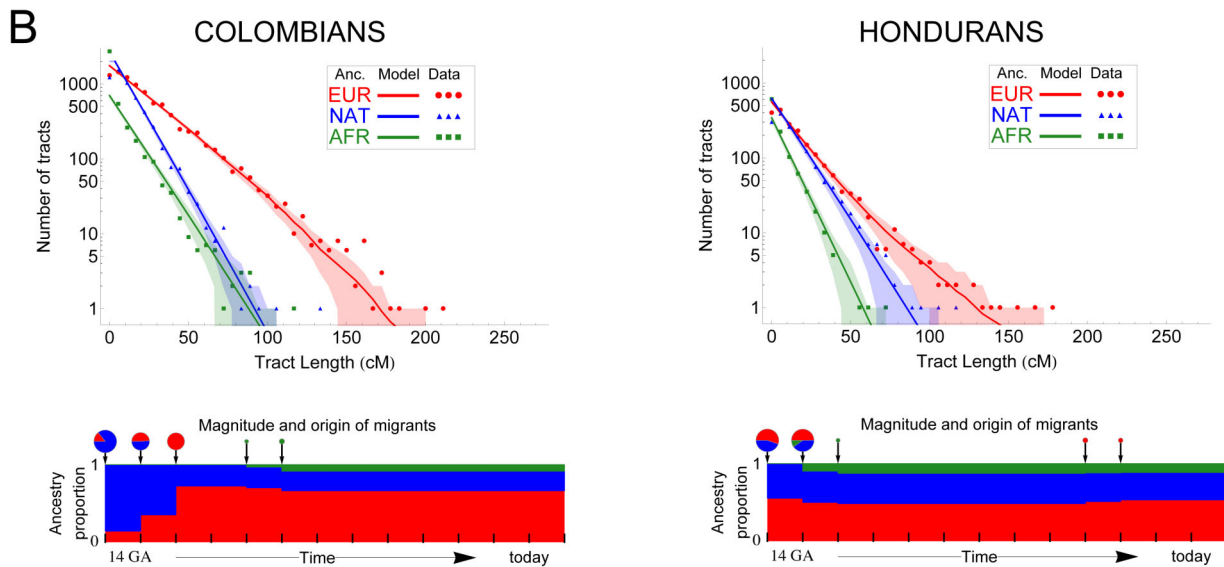 B
COLOMBIANS
HONDURANS
Number of tracts
1000
500
100
50
10
5
1
0
50
100
150
200
250
Tract Length (cM)
Anc. Model Data
EUR
NAT
AFR
Number of tracts
1000
500
100
50
10
5
1
0
50
100
150
200
250
Tract Length (cM)
Anc. Model Data
EUR
NAT
AFR
Magnitude and origin of migrants
Ancestry
proportion
1
0
14 GA
Time
today
Magnitude and origin of migrants
Ancestry
proportion
1
0
14 GA
Time
today